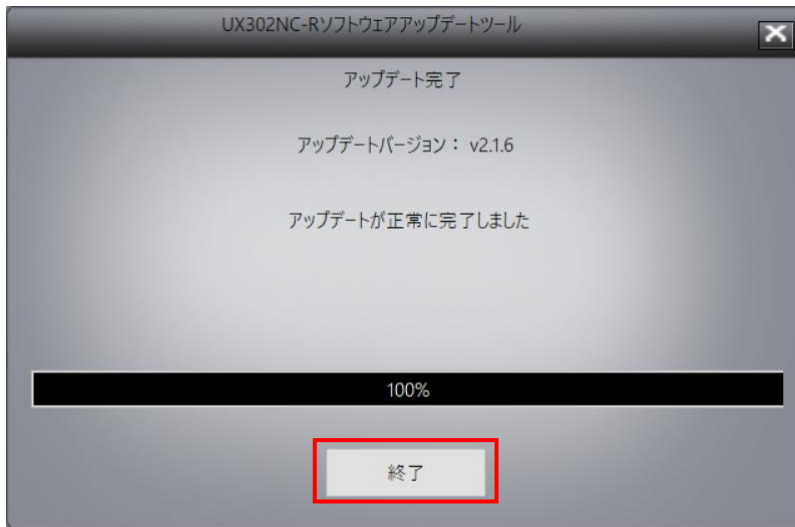 UX302NC-Rソフトウェアアップデートツール
アップデート完了
アップデートバージョン： v2.1.6
アップデートが正常に完了しました
100%
終了